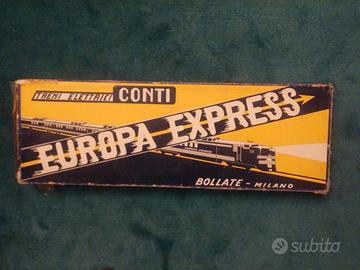 TRENI ELETTRICI CONTI
EUROPA EXPRESS
BOLLATE - MILANO
subito